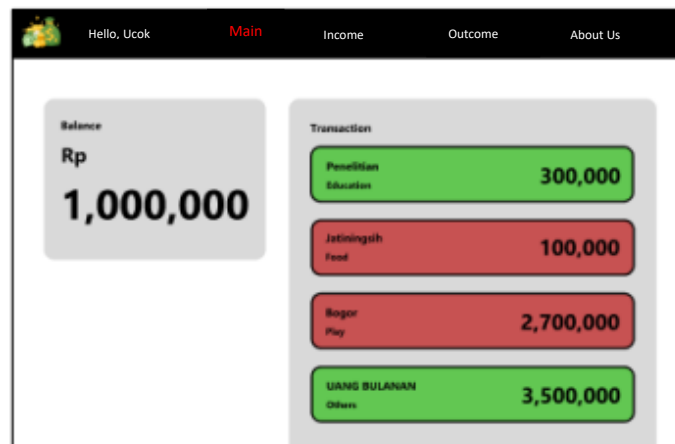 Hello, Ucok
Main
Income
Outcome
About Us
Balance
Rp
1,000,000
Transaction
Penelitian
Education
300,000
Jatiningsih
Food
100,000
Bogor
Play
2,700,000
UANG BULANAN
Others
3,500,000